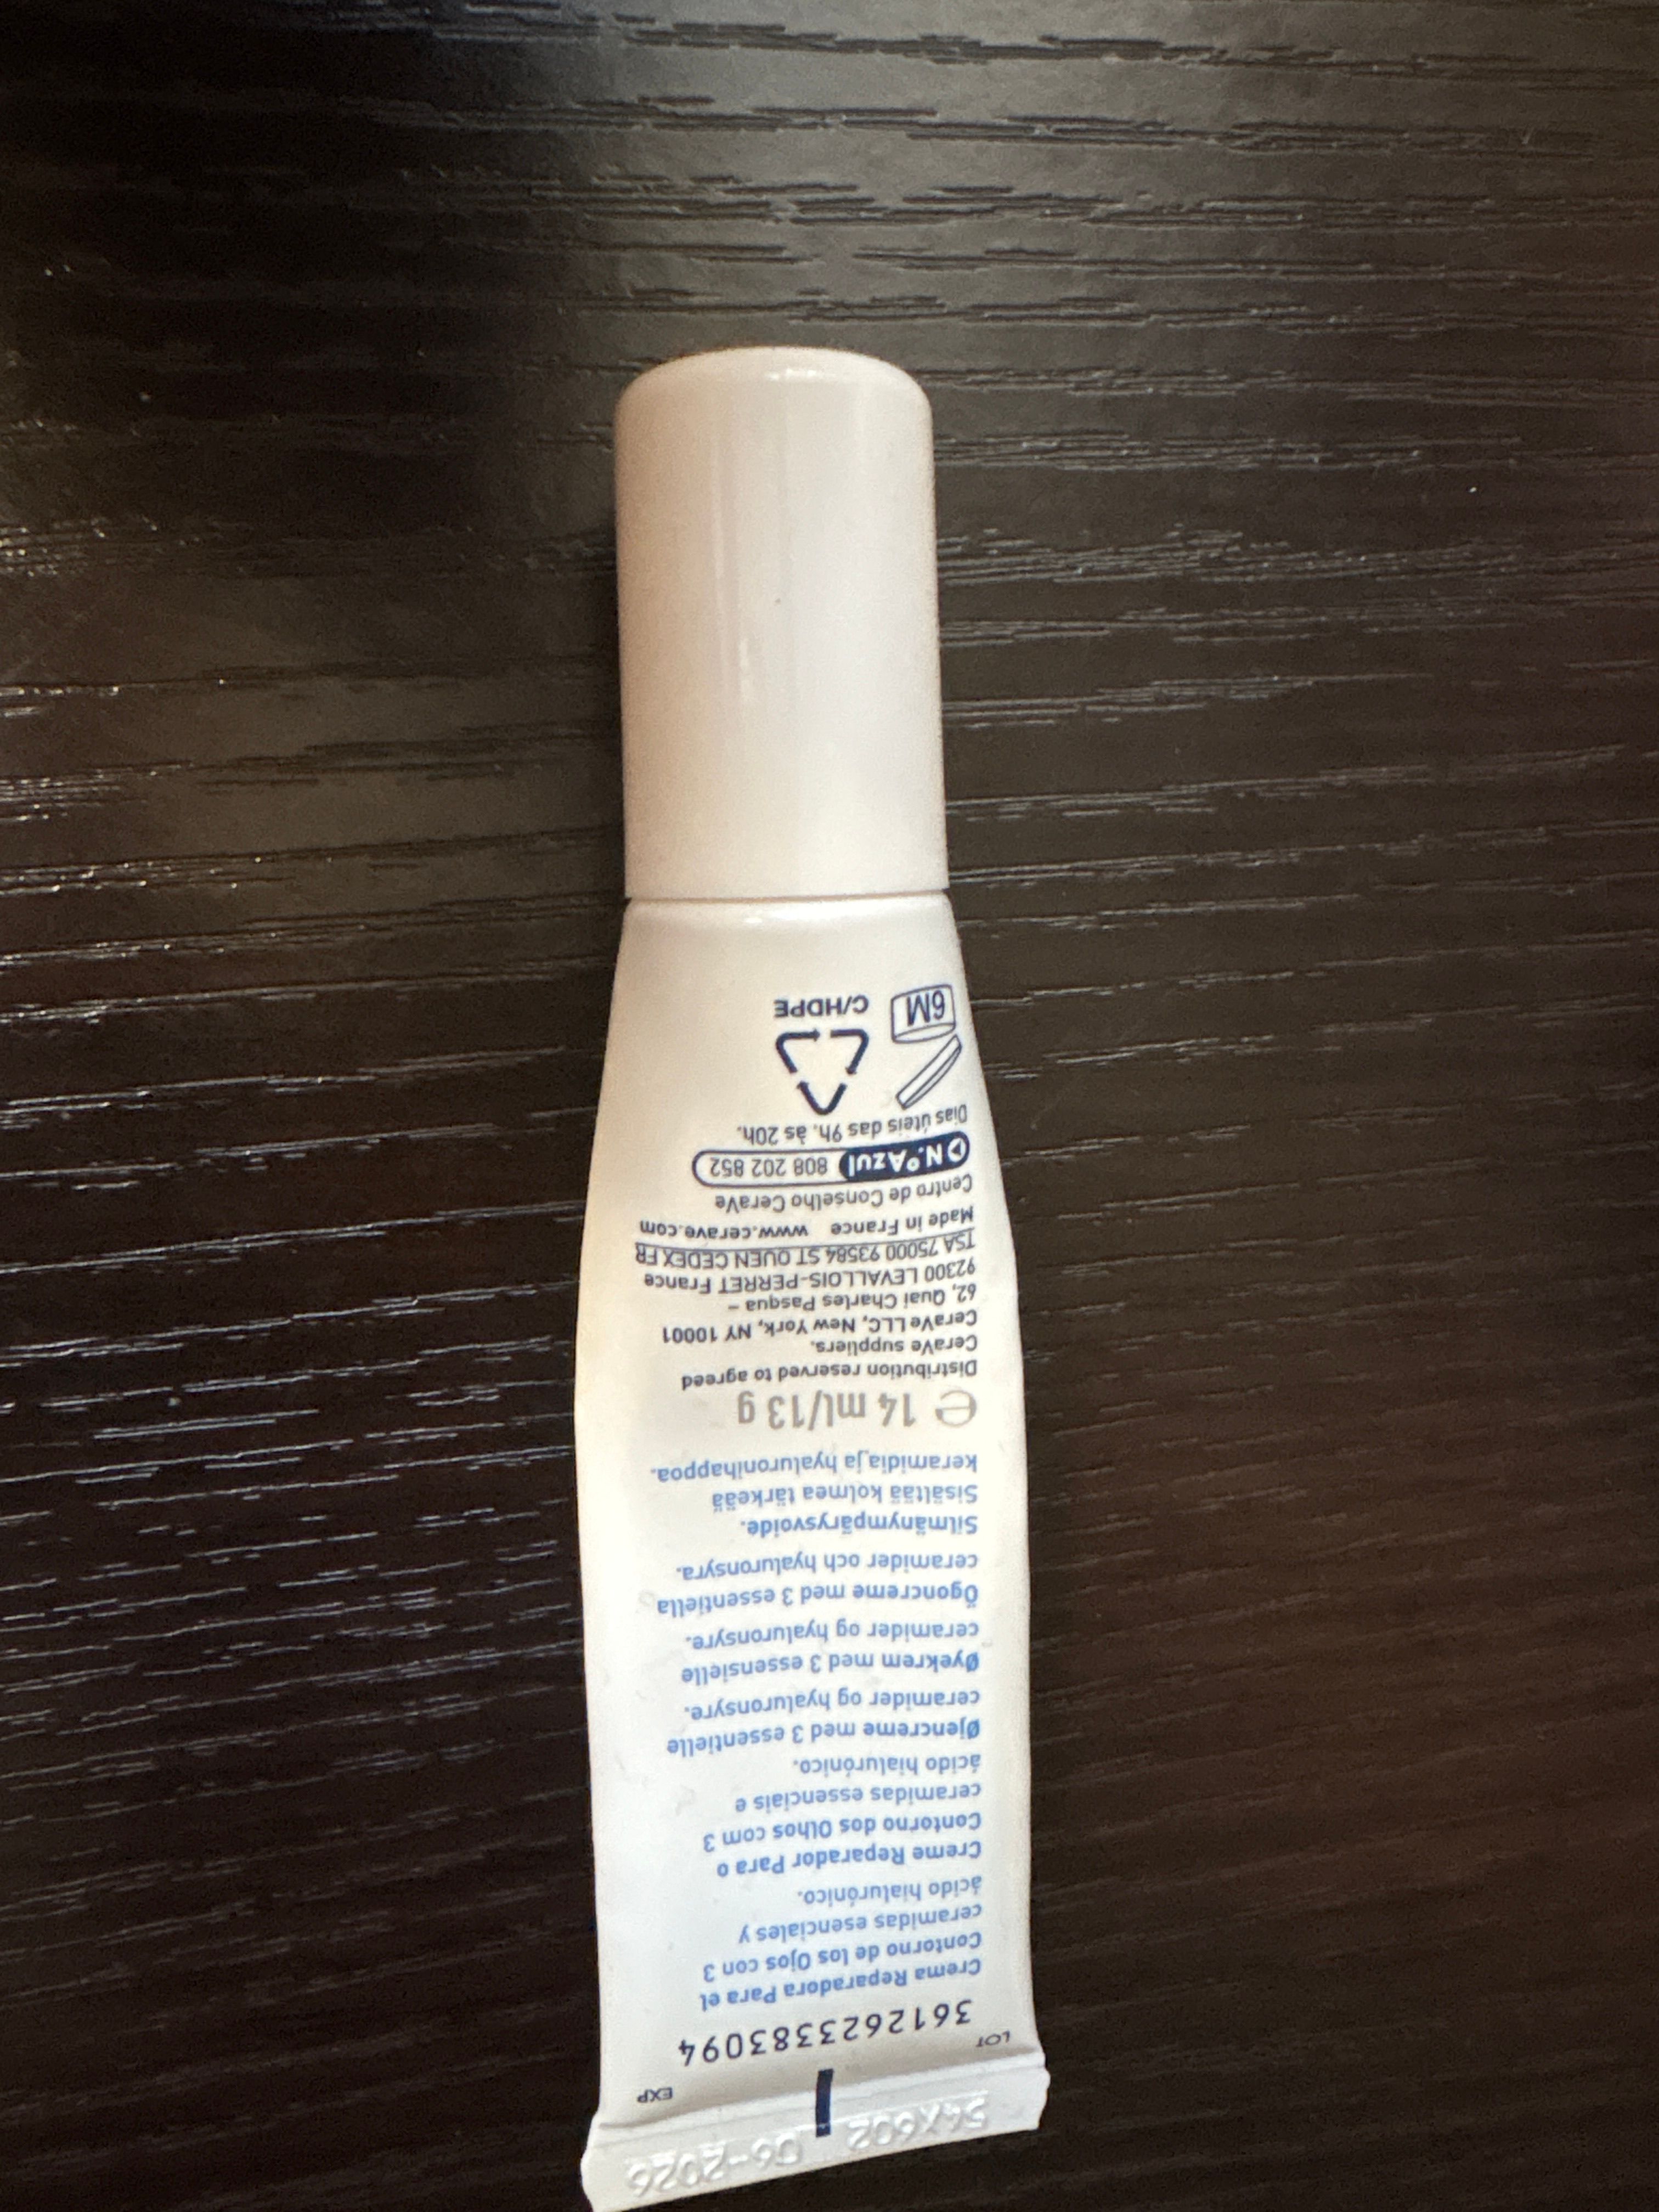 54X602 06-2026
LOT EXP
3612623383094
Crema Reparadora Para el
Contorno de los Ojos con 3
ceramidas esenciales y
ácido hialurónico.
Creme Reparador Para o
Contorno dos Olhos com 3
ceramidas essenciais e
ácido hialurónico.
Øjencreme med 3 essentielle
ceramider og hyaluronsyre.
Øyekrem med 3 essensielle
ceramider og hyaluronsyre.
Ögoncreme med 3 essentiella
ceramider och hyaluronsyra.
Silmänympärysvoide.
Sisältää kolmea tärkeää
keramidia ja hyaluronihappoa.
℮ 14 ml/13 g
Distribution reserved to agreed
CeraVe suppliers.
CeraVe LLC, New York, NY 10001
62, Quai Charles Pasqua –
92300 LEVALLOIS-PERRET France
TSA 75000 93584 ST OUEN CEDEX FR
Made in France www.cerave.com
Centro de Conselho CeraVe
N.º Azul 808 202 852
Dias úteis das 9h. às 20h.
6M
C/HDPE